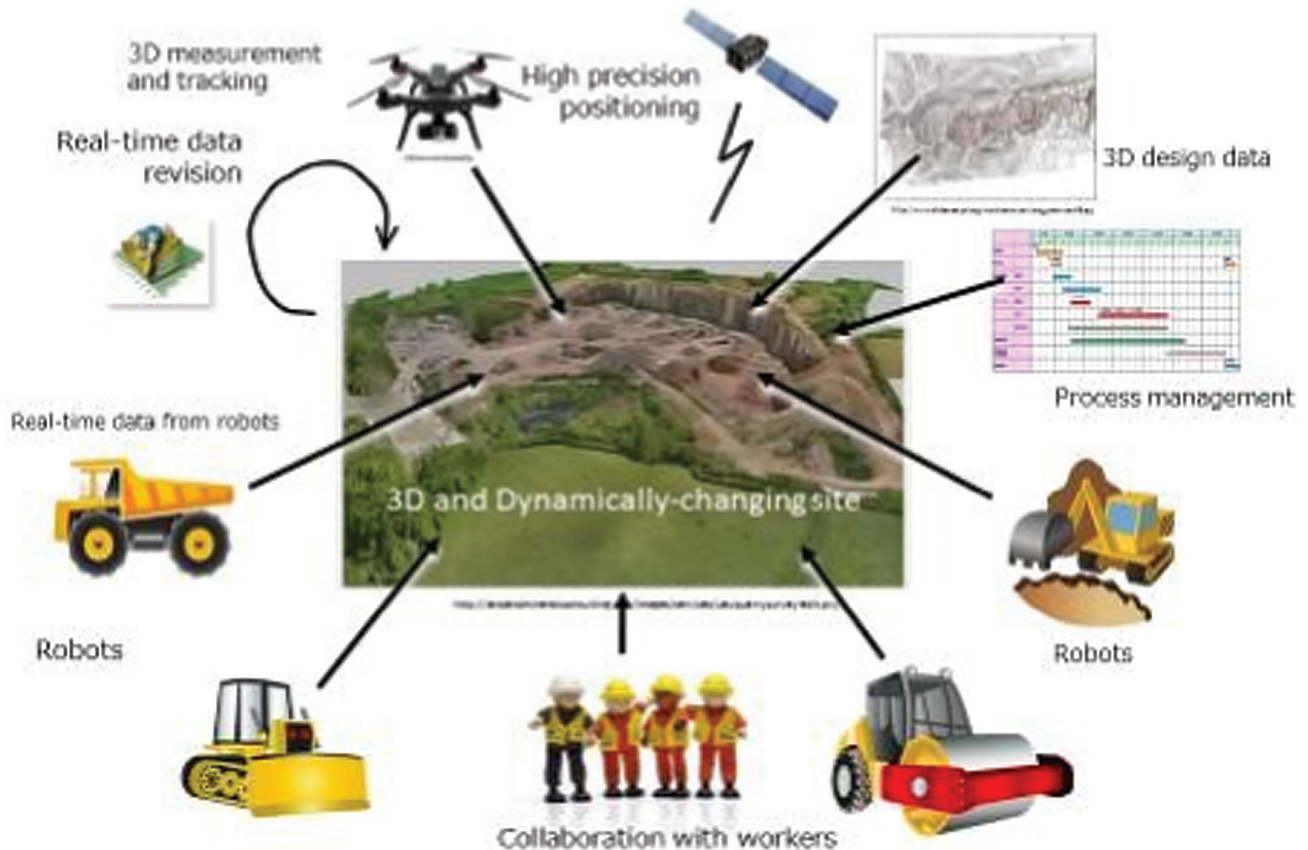 3D measurement
and tracking
High precision
positioning
Real-time data
revision
3D design data
Process management
Real-time data from robots
3D and Dynamically-changing site
Robots
Robots
Collaboration with workers